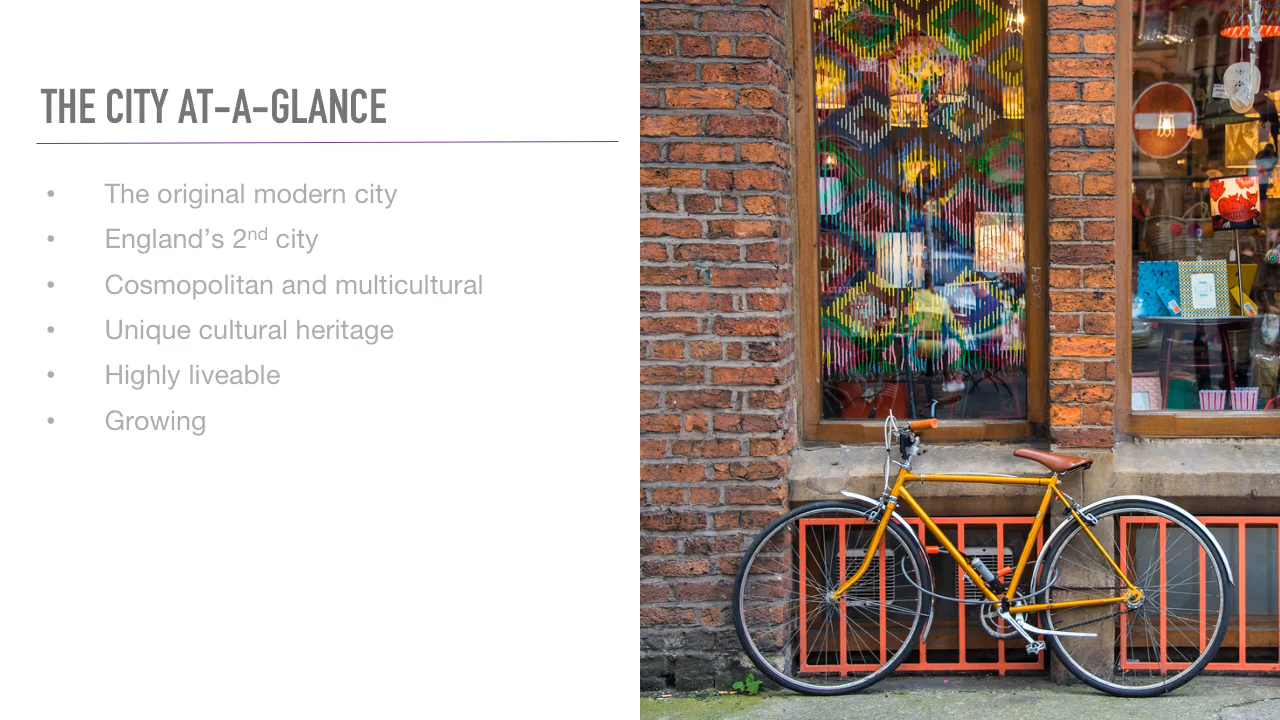 THE CITY AT-A-GLANCE
• The original modern city
• England’s 2nd city
• Cosmopolitan and multicultural
• Unique cultural heritage
• Highly liveable
• Growing